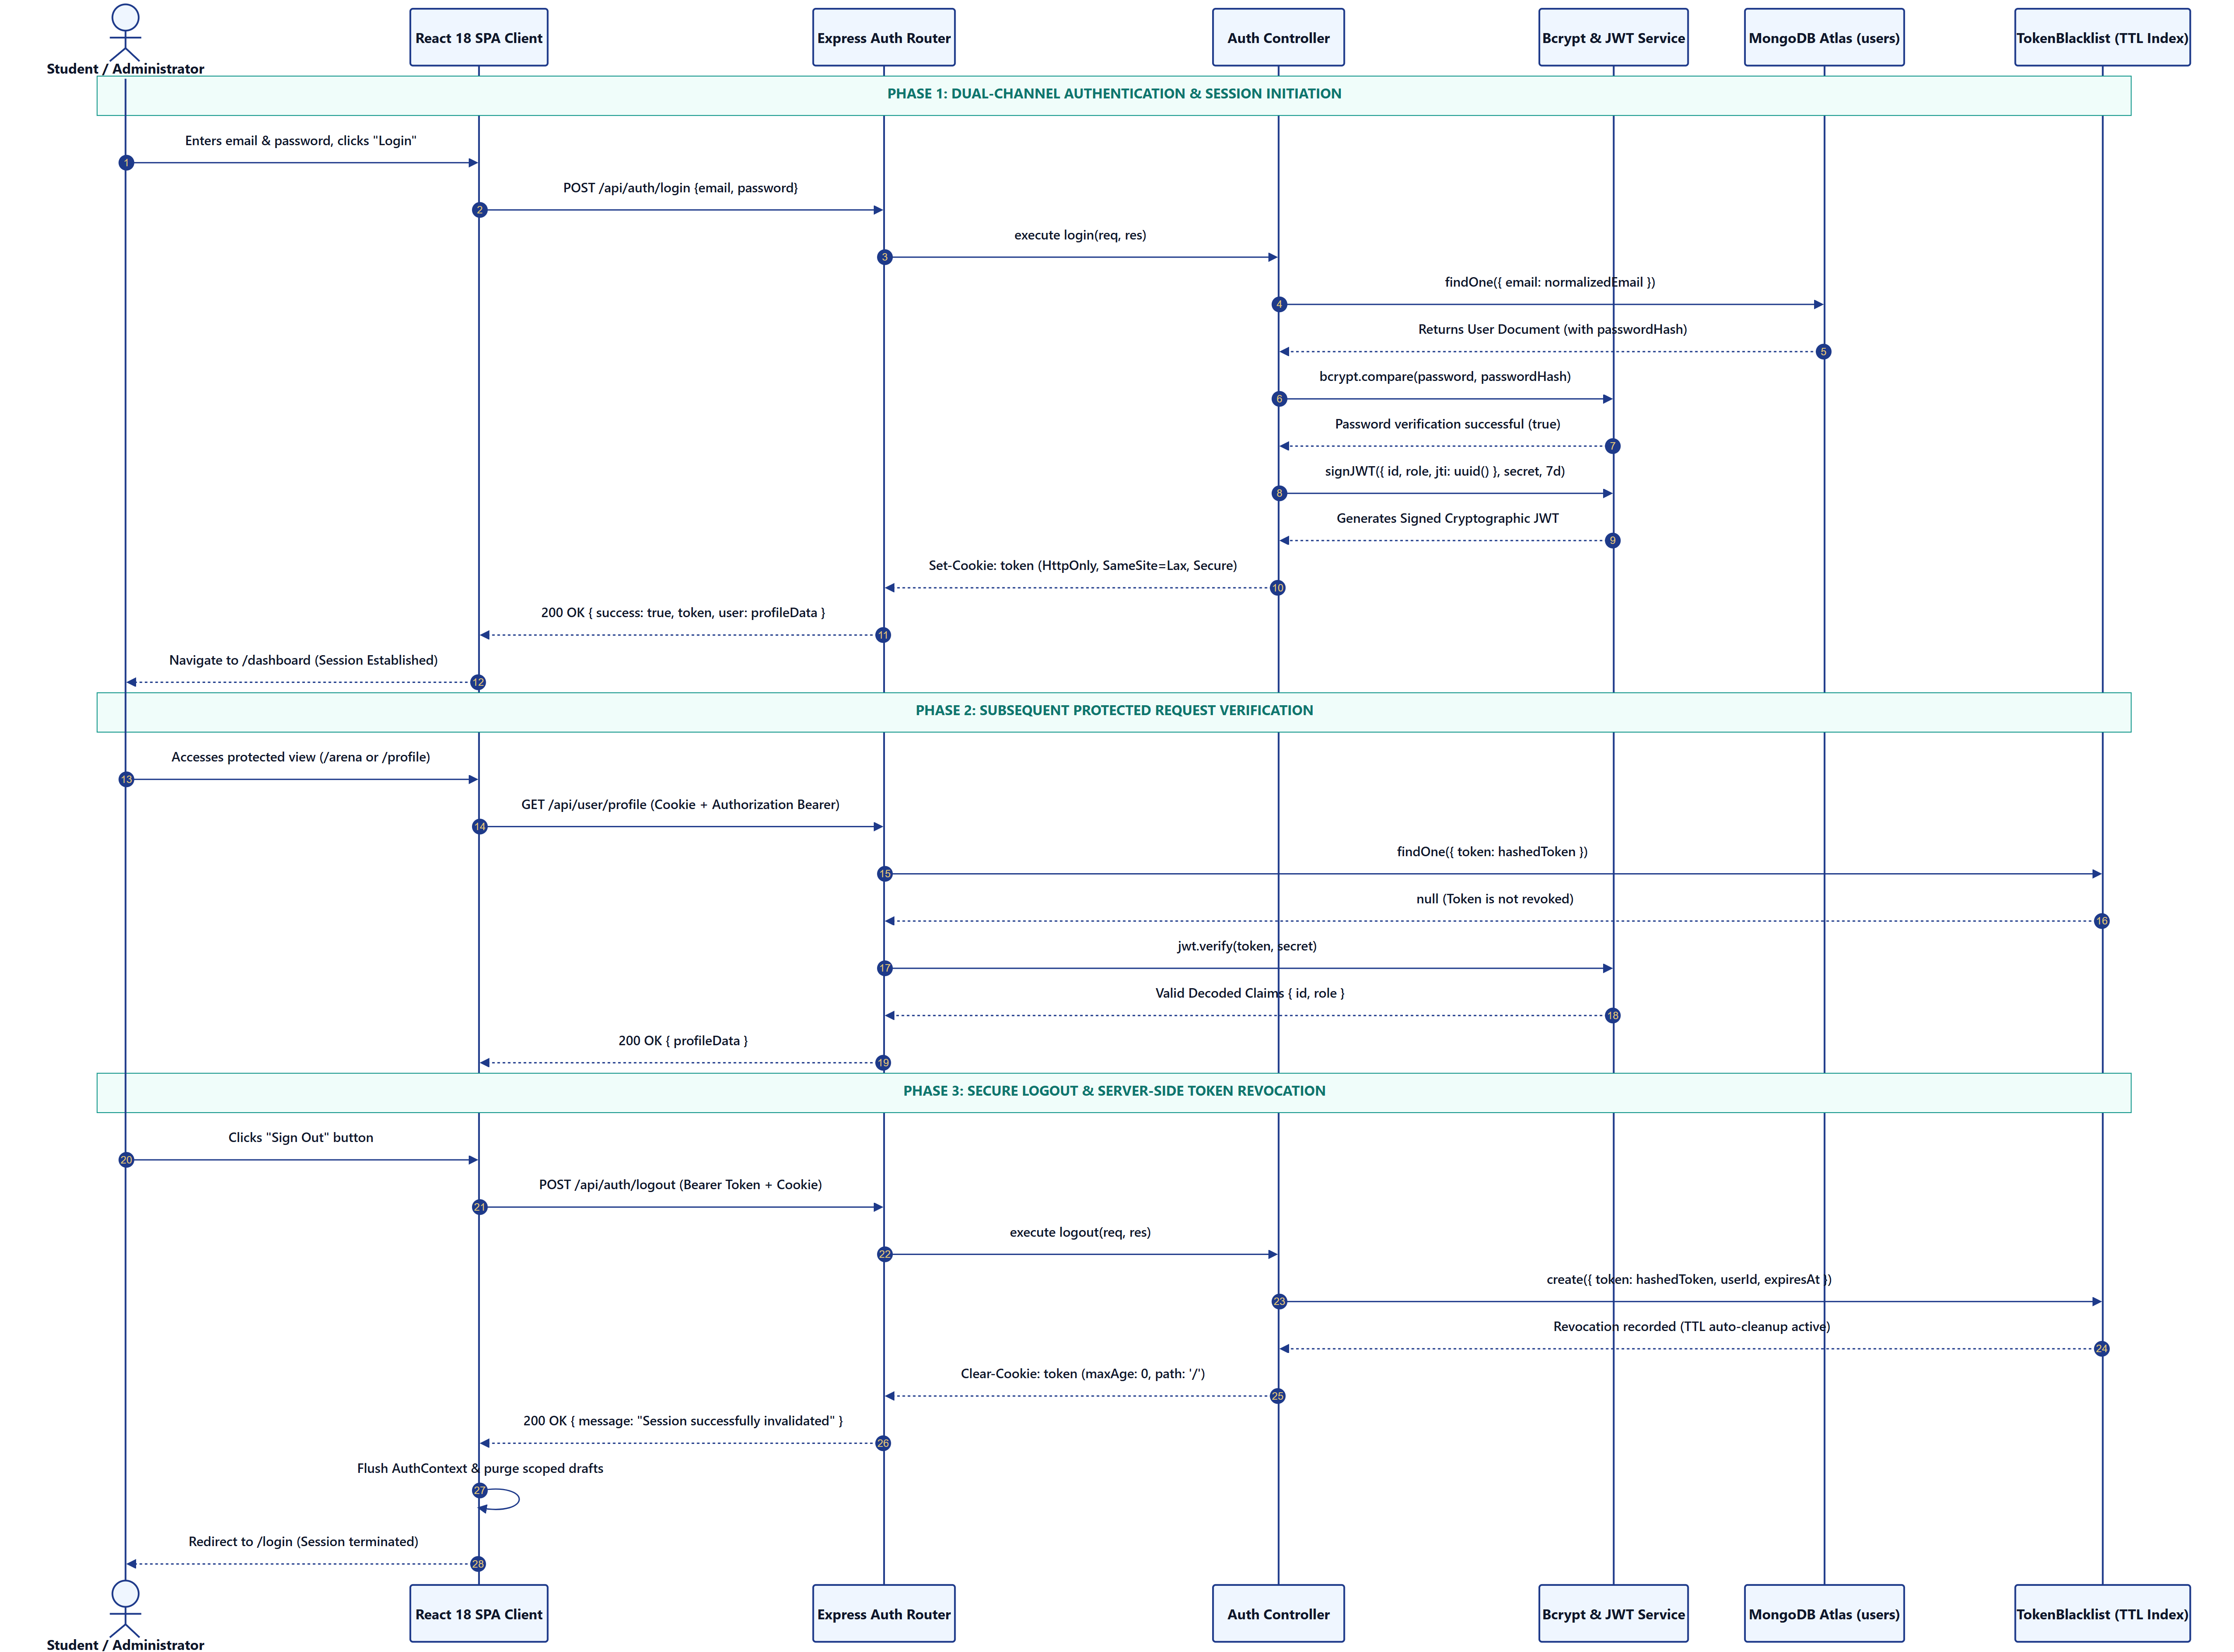 Student / Administrator
React 18 SPA Client
Express Auth Router
Auth Controller
Bcrypt & JWT Service
MongoDB Atlas (users)
TokenBlacklist (TTL Index)
PHASE 1: DUAL-CHANNEL AUTHENTICATION & SESSION INITIATION
Enters email & password, clicks "Login"
1
POST /api/auth/login {email, password}
2
execute login(req, res)
3
findOne({ email: normalizedEmail })
4
Returns User Document (with passwordHash)
5
bcrypt.compare(password, passwordHash)
6
Password verification successful (true)
7
signJWT({ id, role, jti: uuid() }, secret, 7d)
8
Generates Signed Cryptographic JWT
9
Set-Cookie: token (HttpOnly, SameSite=Lax, Secure)
10
200 OK { success: true, token, user: profileData }
11
Navigate to /dashboard (Session Established)
12
PHASE 2: SUBSEQUENT PROTECTED REQUEST VERIFICATION
Accesses protected view (/arena or /profile)
13
GET /api/user/profile (Cookie + Authorization Bearer)
14
findOne({ token: hashedToken })
15
null (Token is not revoked)
16
jwt.verify(token, secret)
17
Valid Decoded Claims { id, role }
18
200 OK { profileData }
19
PHASE 3: SECURE LOGOUT & SERVER-SIDE TOKEN REVOCATION
Clicks "Sign Out" button
20
POST /api/auth/logout (Bearer Token + Cookie)
21
execute logout(req, res)
22
create({ token: hashedToken, userId, expiresAt })
23
Revocation recorded (TTL auto-cleanup active)
24
Clear-Cookie: token (maxAge: 0, path: '/')
25
200 OK { message: "Session successfully invalidated" }
26
Flush AuthContext & purge scoped drafts
27
Redirect to /login (Session terminated)
28
Student / Administrator
React 18 SPA Client
Express Auth Router
Auth Controller
Bcrypt & JWT Service
MongoDB Atlas (users)
TokenBlacklist (TTL Index)